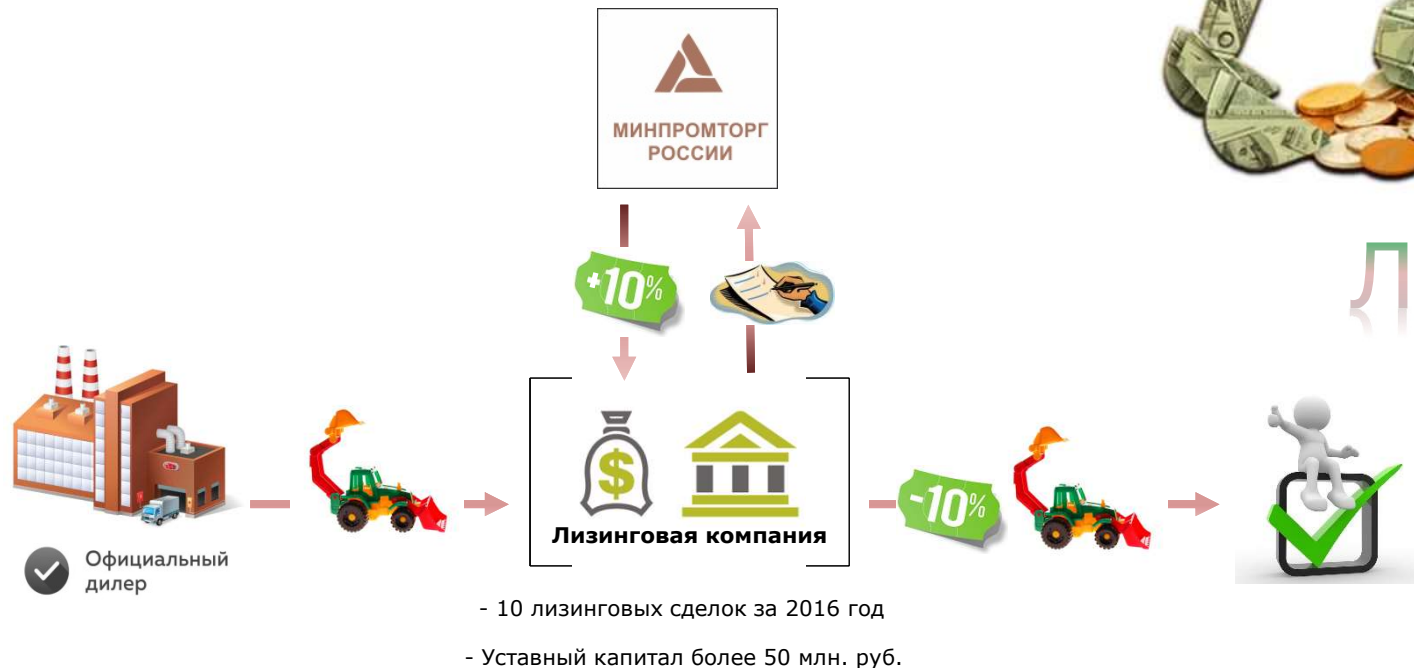 МИНПРОМТОРГ
РОССИИ
+10%
Л
Лизинговая компания
-10%
Официальный
дилер
- 10 лизинговых сделок за 2016 год
- Уставный капитал более 50 млн. руб.